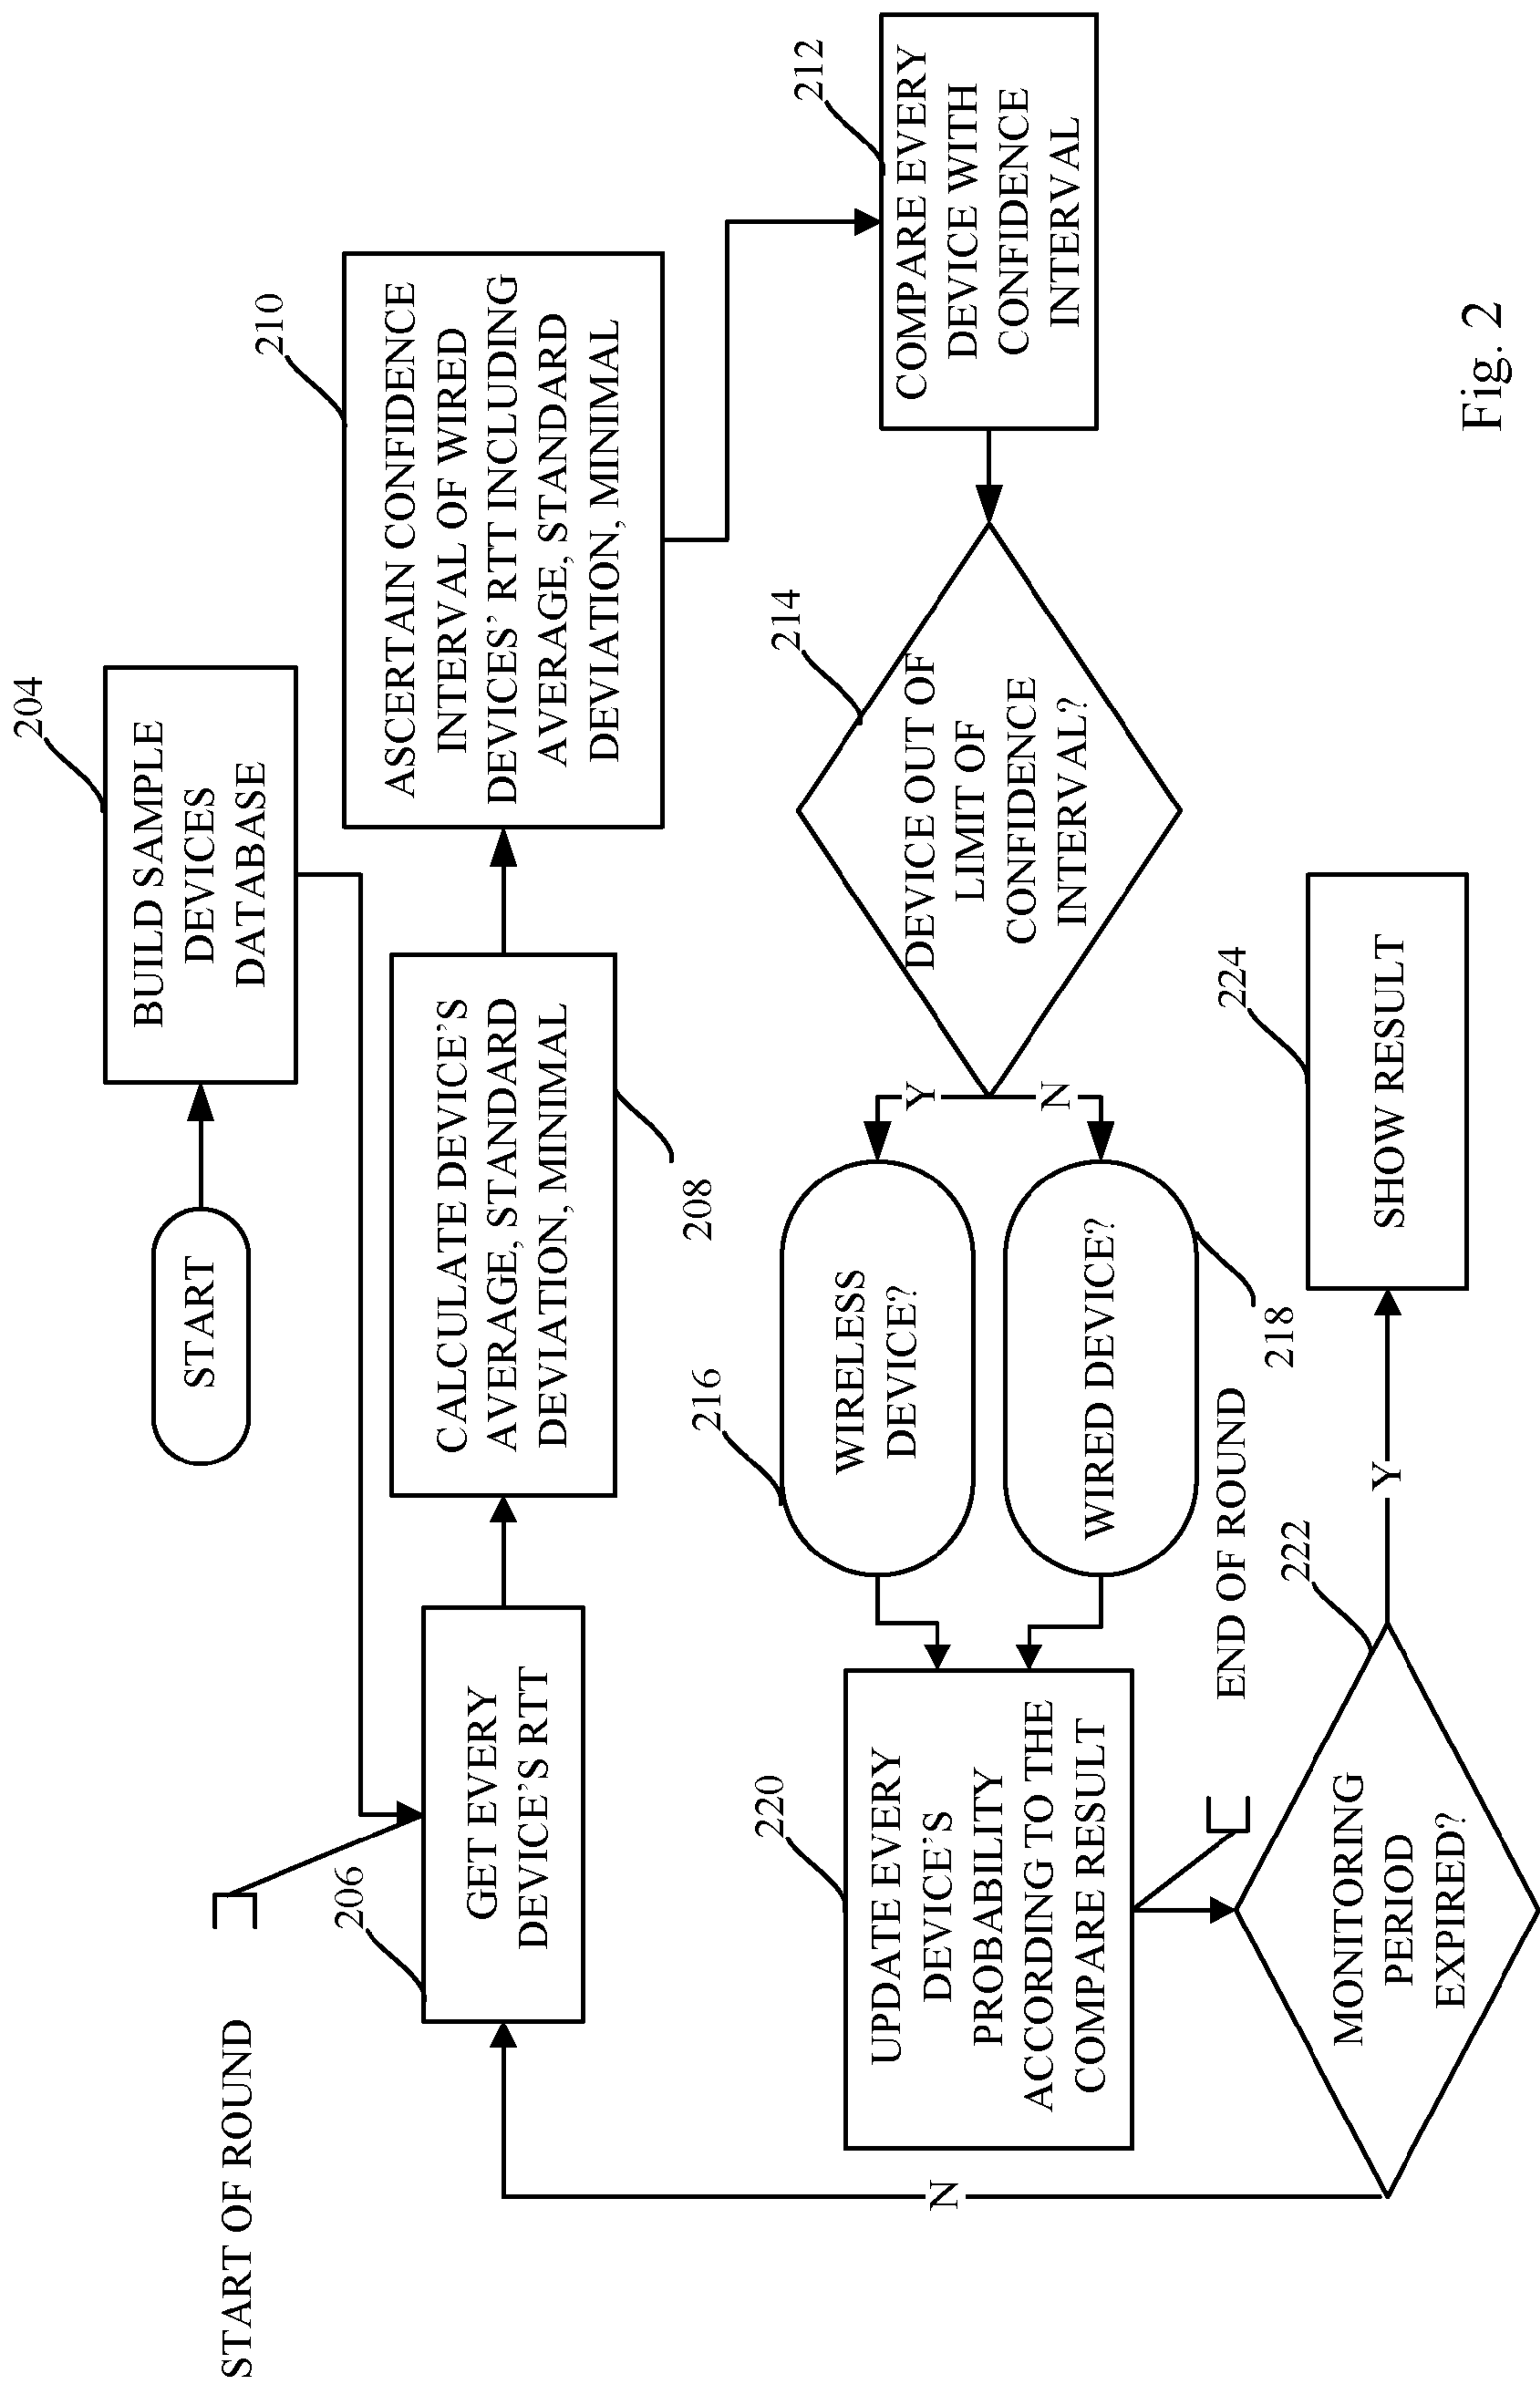 START
BUILD SAMPLE
DEVICES
DATABASE
204
START OF ROUND
206
GET EVERY
DEVICE'S RTT
CALCULATE DEVICE'S
AVERAGE, STANDARD
DEVIATION, MINIMAL
208
210
ASCERTAIN CONFIDENCE
INTERVAL OF WIRED
DEVICES' RTT INCLUDING
AVERAGE, STANDARD
DEVIATION, MINIMAL
212
COMPARE EVERY
DEVICE WITH
CONFIDENCE
INTERVAL
214
DEVICE OUT OF
LIMIT OF
CONFIDENCE
INTERVAL?
Y
N
216
WIRELESS
DEVICE?
WIRED DEVICE?
218
220
UPDATE EVERY
DEVICE'S
PROBABILITY
ACCORDING TO THE
COMPARE RESULT
END OF ROUND
222
MONITORING
PERIOD
EXPIRED?
N
Y
224
SHOW RESULT
Fig. 2